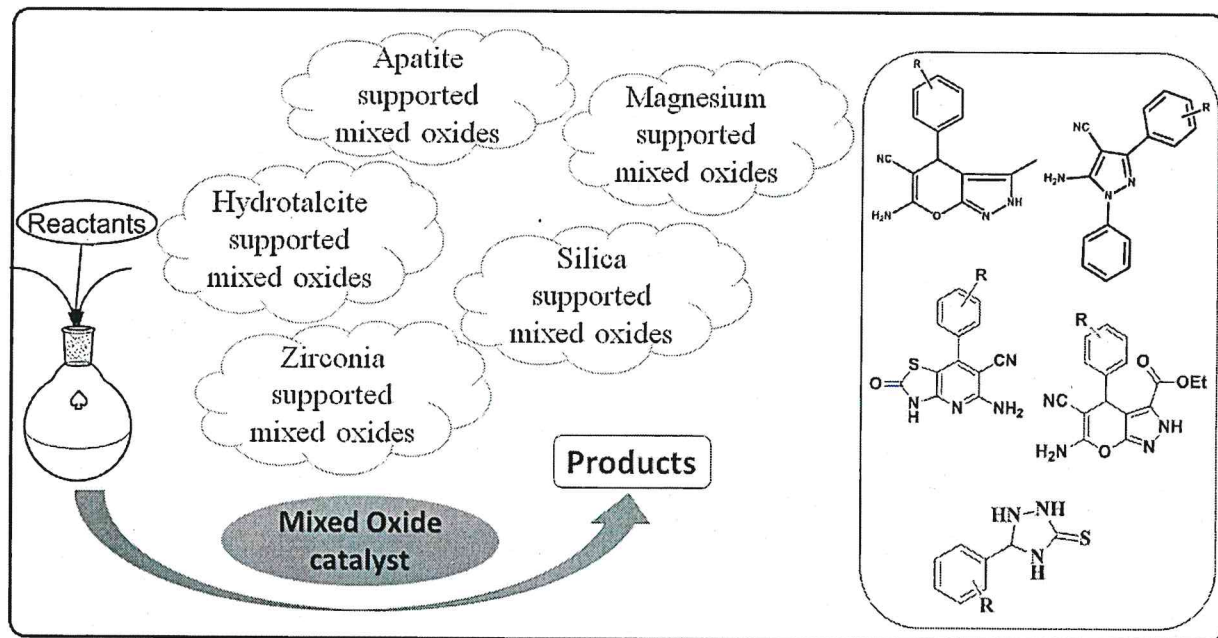 Apatite
supported
mixed oxides
Magnesium
supported
mixed oxides
Hydrotalcite
supported
mixed oxides
Silica
supported
mixed oxides
Zirconia
supported
mixed oxides
Reactants
Products
Mixed Oxide
catalyst
R
NC
H₂N
O
N
NH
R
NC
H₂N
N
N
R
S
O
N
H
N
CN
NH₂
R
O
OEt
NC
H₂N
O
N
NH
HN
N
NH
S
N
H
R